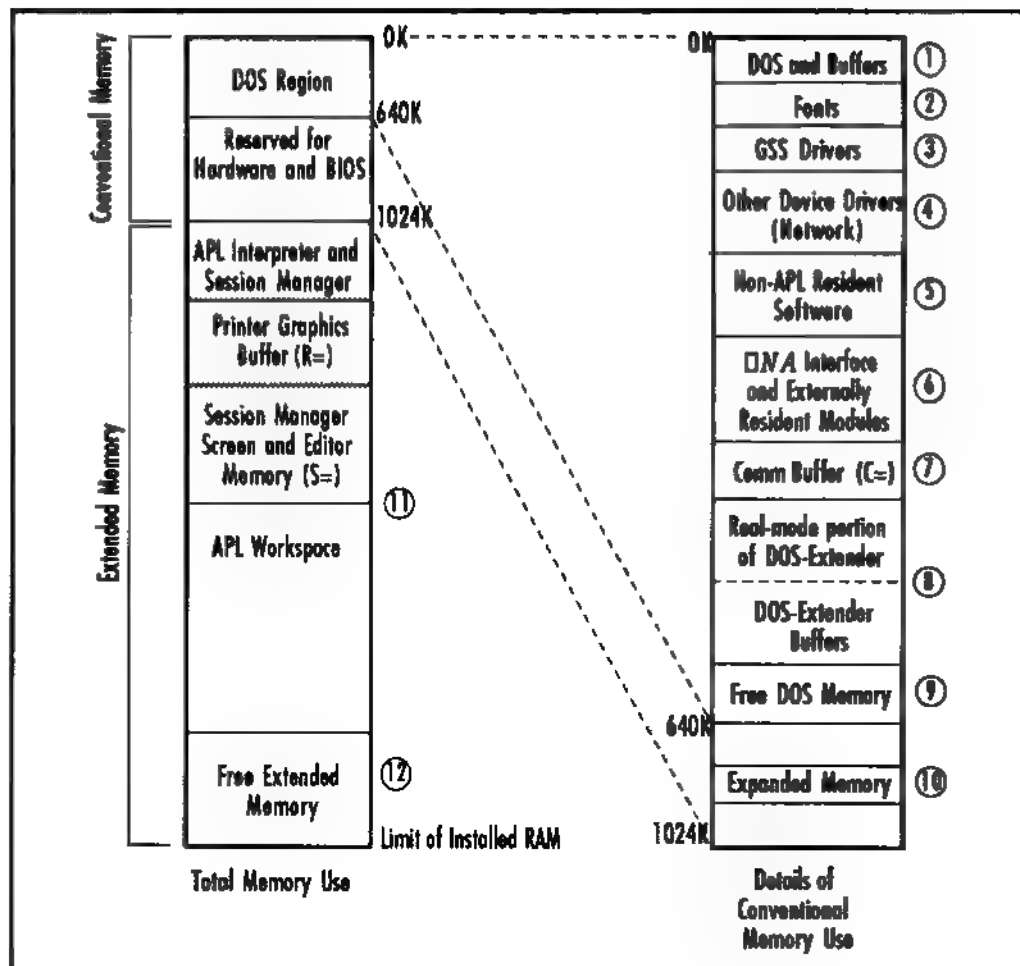 Conventional Memory
Extended Memory
0K
DOS Region
640K
Reserved for
Hardware and BIOS
1024K
APL Interpreter and
Session Manager
Printer Graphics
Buffer (R=)
Session Manager
Screen and Editor
Memory (S=)
11
APL Workspace
Free Extended
Memory
12
Limit of Installed RAM
Total Memory Use
0K
DOS and Buffers
1
Fonts
2
GSS Drivers
3
Other Device Drivers
(Network)
4
Non-APL Resident
Software
5
⎕NA Interface
and Externally
Resident Modules
6
Comm Buffer (C=)
7
Real-mode portion
of DOS-Extender
8
DOS-Extender
Buffers
Free DOS Memory
9
640K
Expanded Memory
10
1024K
Details of
Conventional
Memory Use